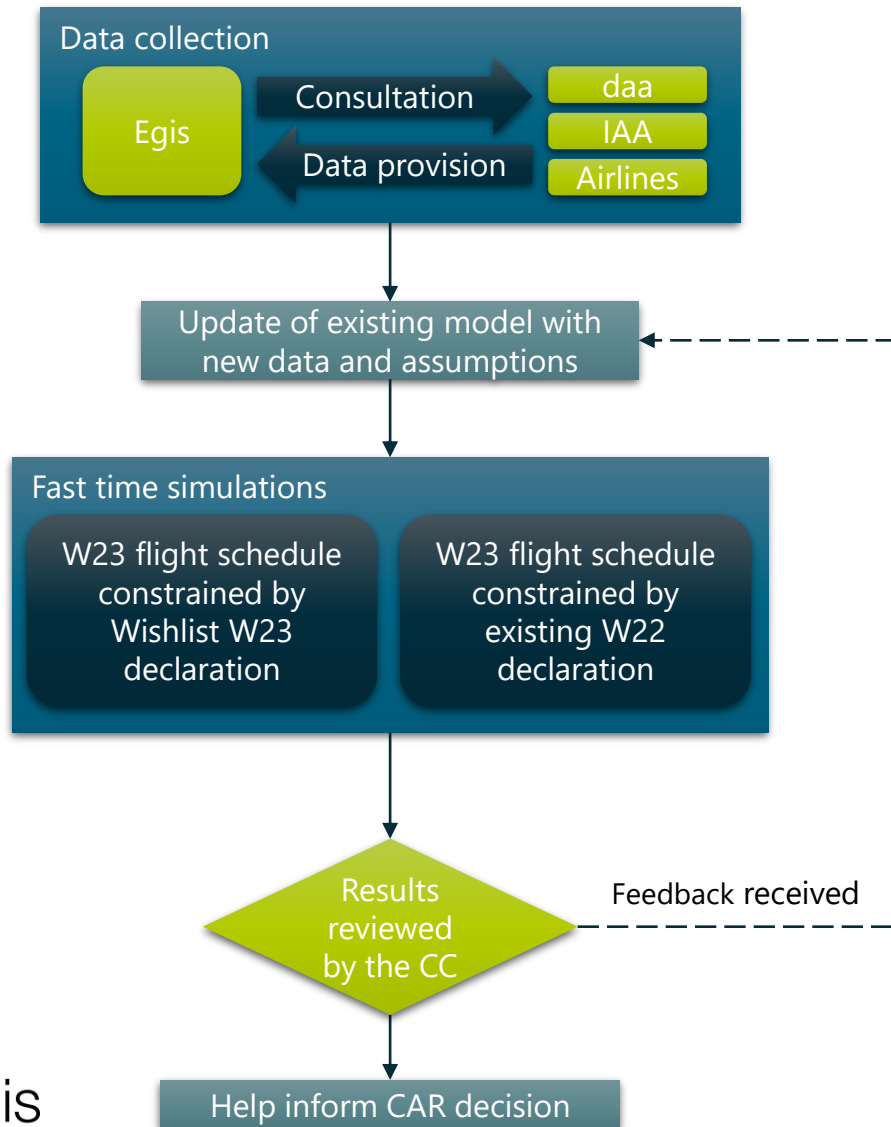 Data collection
Egis
Consultation
Data provision
daa
IAA
Airlines
Update of existing model with
new data and assumptions
Fast time simulations
W23 flight schedule
constrained by
Wishlist W23
declaration
W23 flight schedule
constrained by
existing W22
declaration
Results
reviewed
by the CC
Feedback received
is
Help inform CAR decision